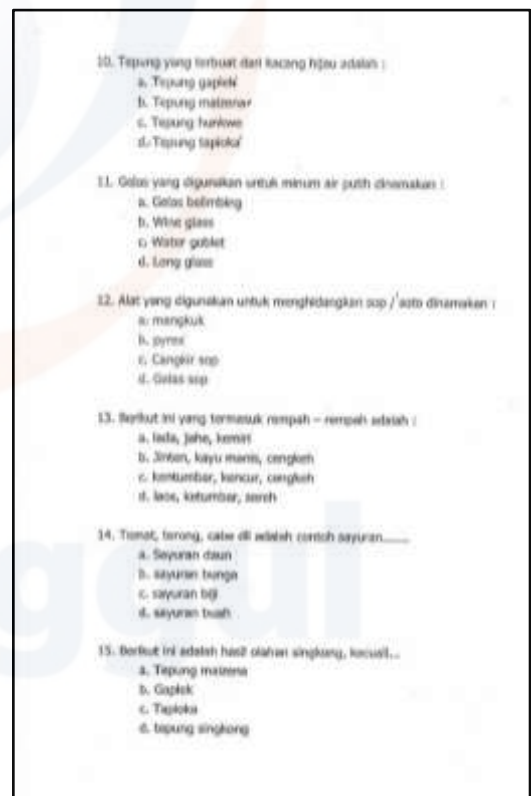 10. Tepung yang terbuat dari kacang hijau adalah :
a. Tepung gaplek
b. Tepung maizena
c. Tepung hunkwe
d. Tepung tapioka
11. Gelas yang digunakan untuk minum air putih dinamakan :
a. Gelas belimbing
b. Wine glass
c. Water goblet
d. Long glass
12. Alat yang digunakan untuk menghidangkan sop / soto dinamakan :
a. mangkuk
b. pyrex
c. Cangkir sop
d. Gelas sop
13. Berikut ini yang termasuk rempah – rempah adalah :
a. lada, jahe, kemiri
b. Jinten, kayu manis, cengkeh
c. kentumbar, kencur, cengkeh
d. laos, ketumbar, sereh
14. Tomat, terong, cabe dll adalah contoh sayuran.......
a. Sayuran daun
b. sayuran bunga
c. sayuran biji
d. sayuran buah
15. Berikut ini adalah hasil olahan singkong, kecuali...
a. Tepung maizena
b. Gaplek
c. Tapioka
d. tepung singkong
nggul